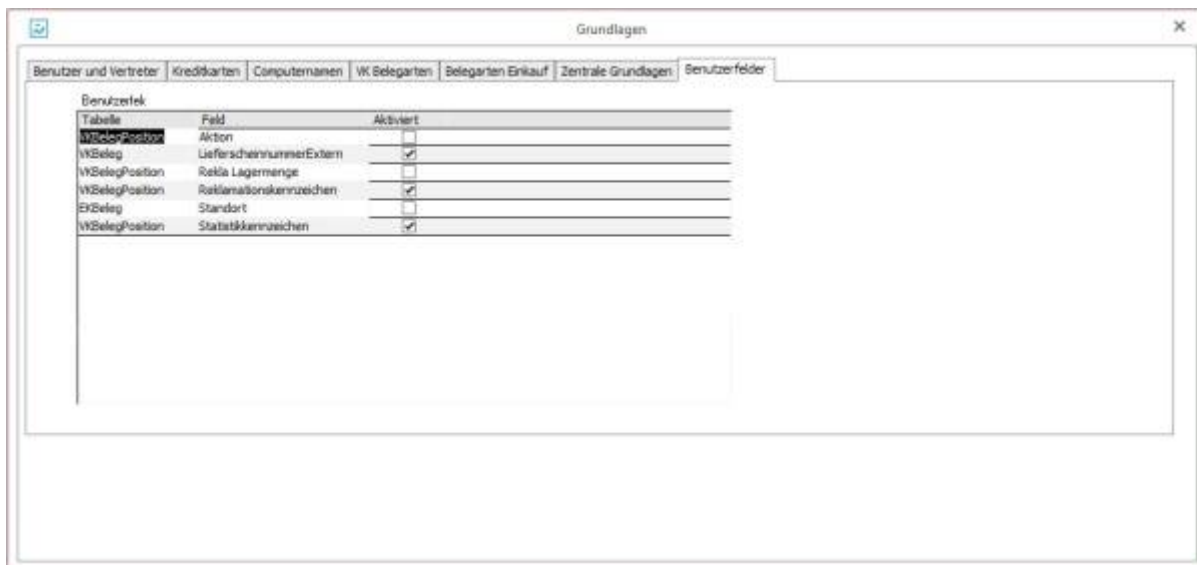 Grundlagen
Benutzer und Vertreter Kreditkarten Computernamen VK Belegarten Belegarten Einkauf Zentrale Grundlagen Benutzerfelder
Benutzerfek
Tabelle Feld Aktiviert
VKBelegPosition Aktion
VKBeleg LieferscheinnummerExtern
VKBelegPosition Rekla Lagermenge
VKBelegPosition Reklamationskennzeichen
EKBeleg Standort
VKBelegPosition Statistikkennzeichen